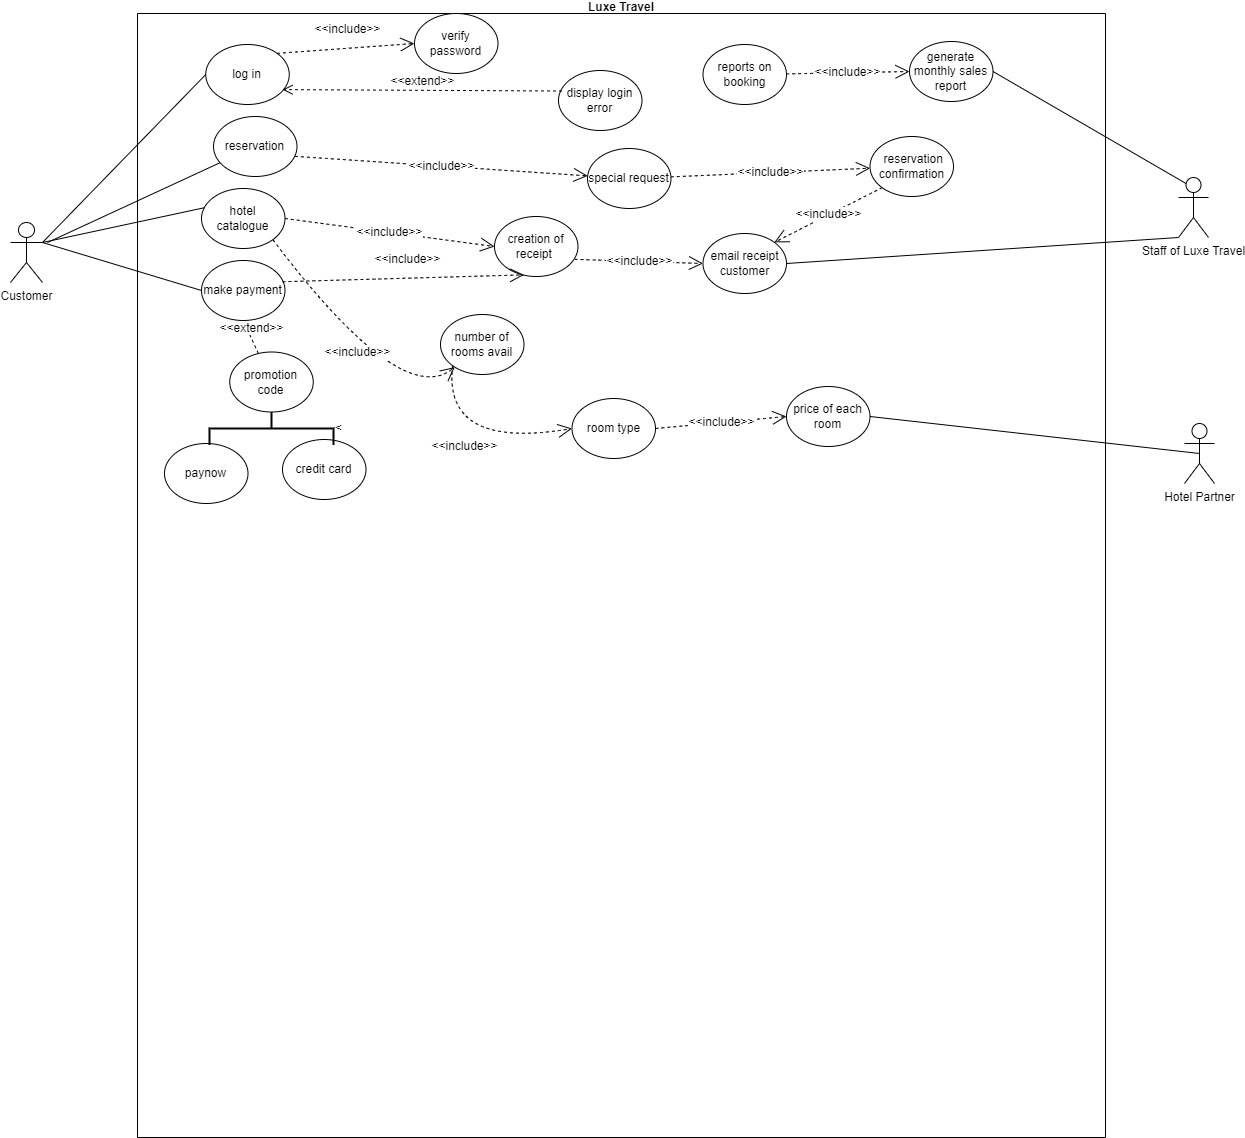 Luxe Travel
<<include>>
verify
password
log in
<<extend>>
display login
error
reports on
booking
<<include>>
generate
monthly sales
report
reservation
<<include>>
special request
<<include>>
reservation
confirmation
hotel
catalogue
<<include>>
creation of
receipt
<<include>>
<<include>>
email receipt
customer
<<include>>
Staff of Luxe Travel
Customer
make payment
<<extend>>
<<include>>
number of
rooms avail
promotion
code
<
<<include>>
room type
<<include>>
price of each
room
paynow
credit card
Hotel Partner